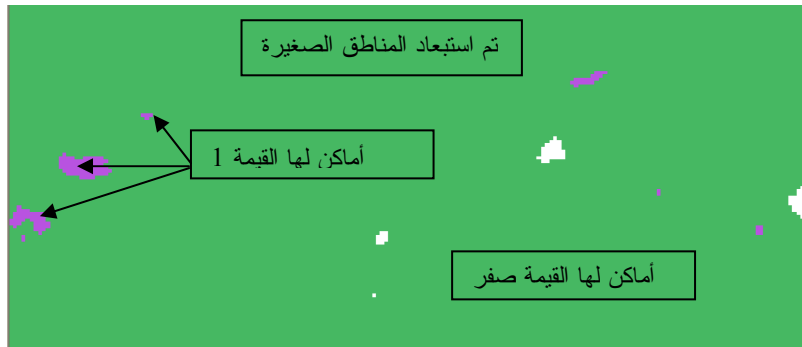 تم استبعاد المناطق الصغيرة
أماكن لها القيمة 1
أماكن لها القيمة صفر